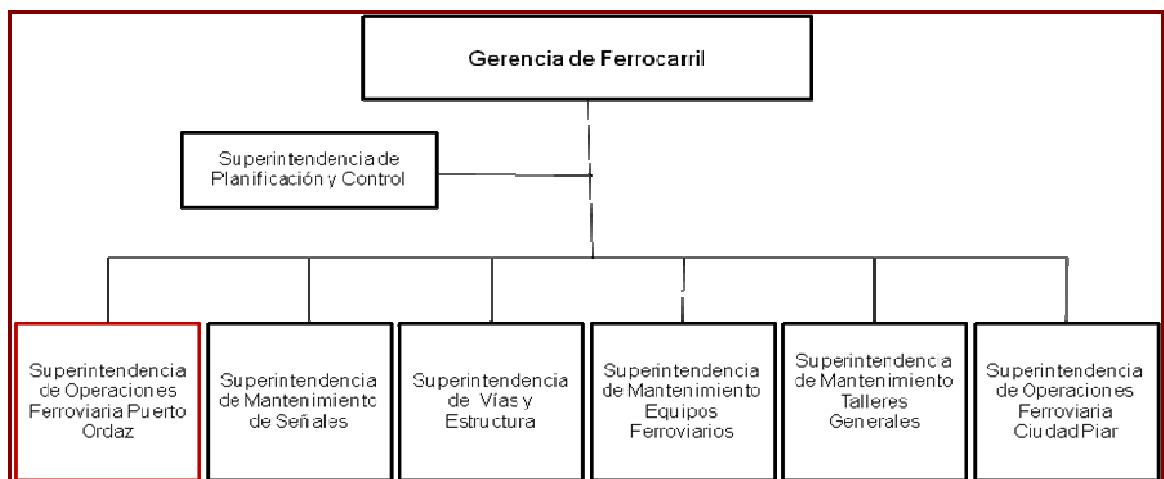 Gerencia de Ferrocarril
Superintendencia de
Planificación y Control
Superintendencia
de Operaciones
Ferroviaria Puerto
Ordaz
Superintendencia
de Mantenimiento
de Señales
Superintendencia
de Vías y
Estructura
Superintendencia
de Mantenimiento
Equipos
Ferroviarios
Superintendencia
de Mantenimiento
Talleres
Generales
Superintendencia
de Operaciones
Ferroviaria
Ciudad Piar